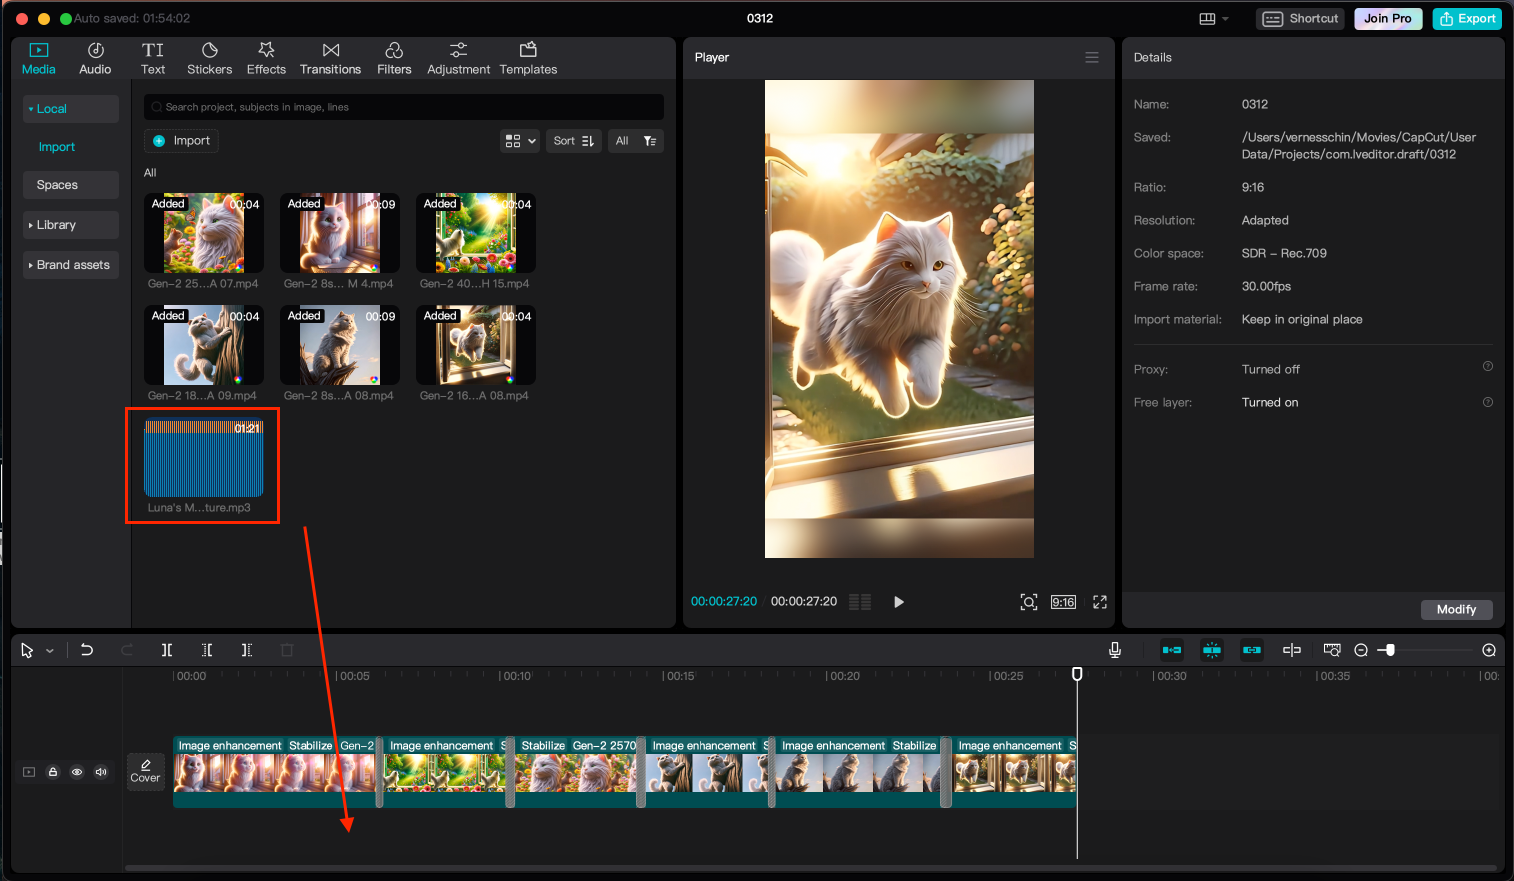 Auto saved: 01:54:02
0312
Shortcut
Join Pro
Export
Media
Audio
TI
Text
Stickers
Effects
Transitions
Filters
Adjustment
Templates
Local
Import
Spaces
Library
Brand assets
Search project, subjects in image, lines
Import
Sort
All
All
Added 00:04
Gen-2 25...A 07.mp4
Added 00:09
Gen-2 8s... M 4.mp4
Added 00:04
Gen-2 40...H 15.mp4
Added 00:04
Gen-2 18...A 09.mp4
Added 00:09
Gen-2 8s...A 08.mp4
Added 00:04
Gen-2 16...A 08.mp4
01:21
Luna's M...ture.mp3
Player
00:00:27:20 / 00:00:27:20
9:16
Details
Name: 0312
Saved: /Users/vernesschin/Movies/CapCut/User
Data/Projects/com.lveditor.draft/0312
Ratio: 9:16
Resolution: Adapted
Color space: SDR - Rec.709
Frame rate: 30.00fps
Import material: Keep in original place
Proxy: Turned off
Free layer: Turned on
Modify
00:00 00:05 00:10 00:15 00:20 00:25 00:30 00:35 00:
Cover
Image enhancement Stabilize Gen-2
Image enhancement S
Stabilize Gen-2 2570
Image enhancement S
Image enhancement Stabilize
Image enhancement S